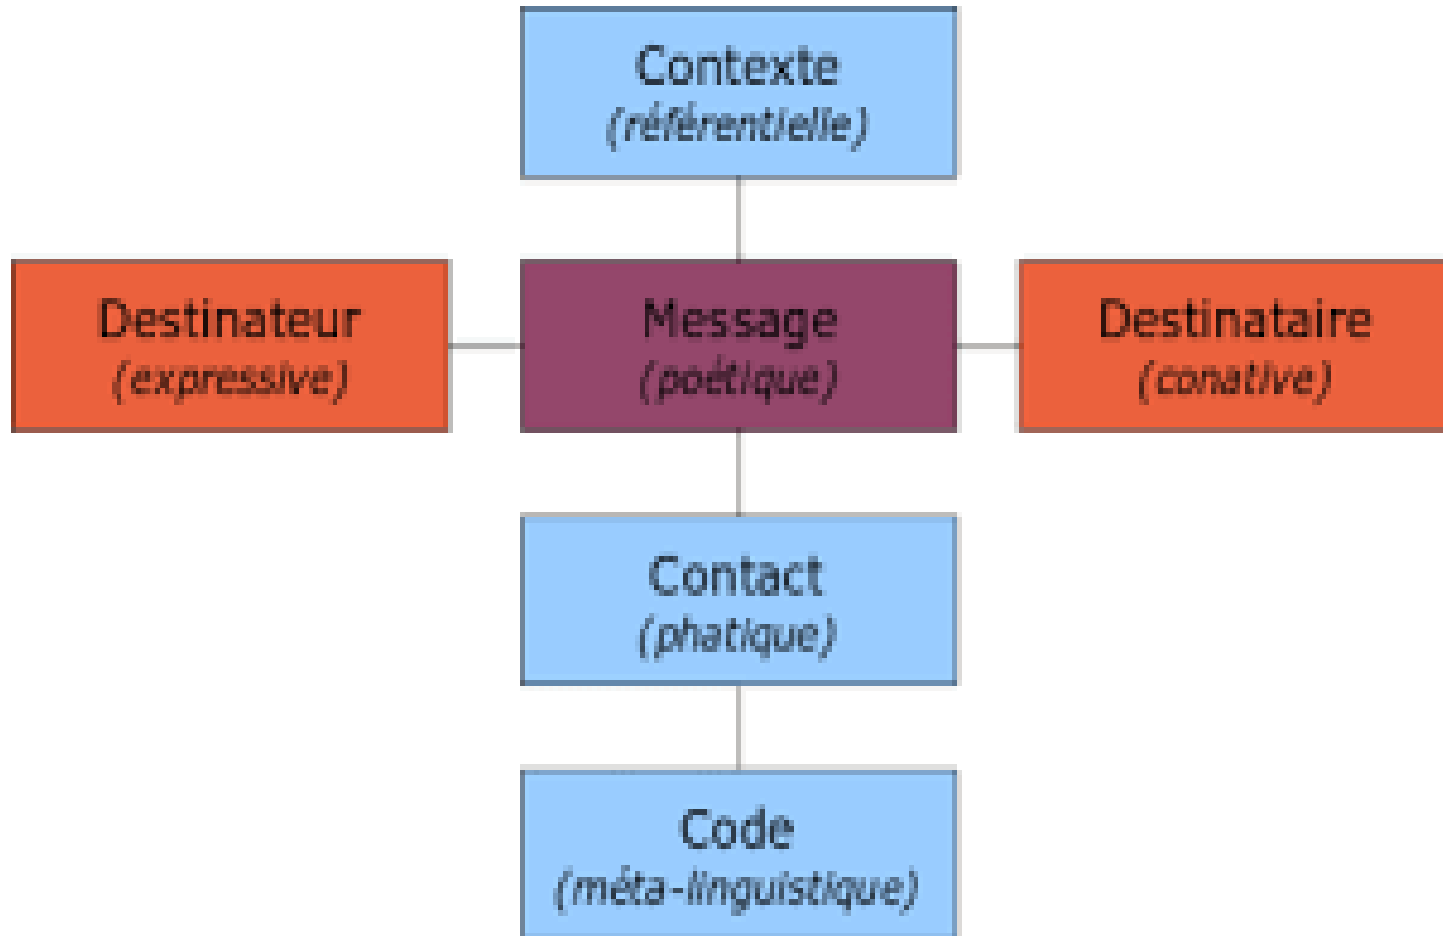 Contexte
(référentielle)
Destinateur
(expressive)
Message
(poétique)
Destinataire
(conative)
Contact
(phatique)
Code
(méta-linguistique)